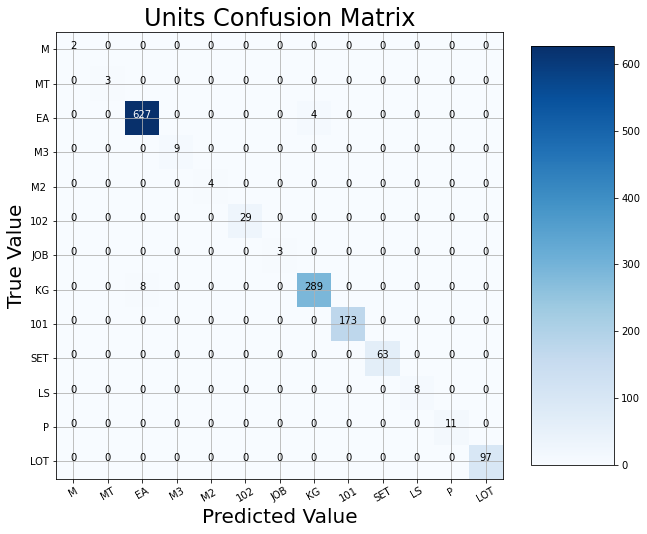 Units Confusion Matrix
M 2 0 0 0 0 0 0 0 0 0 0 0 0
MT 0 3 0 0 0 0 0 0 0 0 0 0 0
EA 0 0 627 0 0 0 0 4 0 0 0 0 0
M3 0 0 0 9 0 0 0 0 0 0 0 0 0
M2 0 0 0 0 4 0 0 0 0 0 0 0 0
102 0 0 0 0 0 29 0 0 0 0 0 0 0
JOB 0 0 0 0 0 0 3 0 0 0 0 0 0
KG 0 0 8 0 0 0 0 289 0 0 0 0 0
101 0 0 0 0 0 0 0 0 173 0 0 0 0
SET 0 0 0 0 0 0 0 0 0 63 0 0 0
LS 0 0 0 0 0 0 0 0 0 0 8 0 0
P 0 0 0 0 0 0 0 0 0 0 0 11 0
LOT 0 0 0 0 0 0 0 0 0 0 0 0 97
M MT EA M3 M2 102 JOB KG 101 SET LS P LOT
True Value
Predicted Value
600
500
400
300
200
100
0